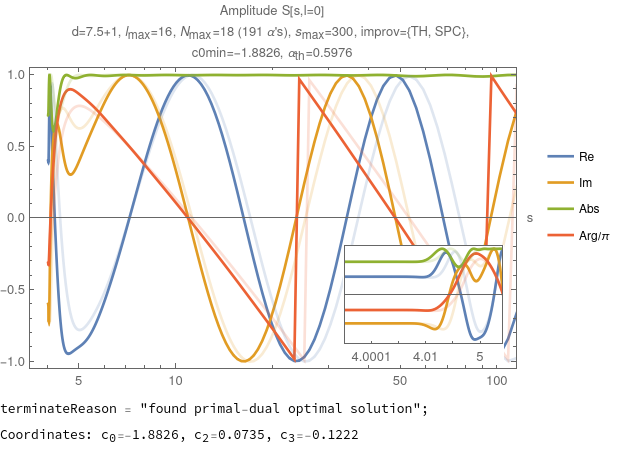 Amplitude S[s,l=0]
d=7.5+1, lmax=16, Nmax=18 (191 α's), smax=300, improv={TH, SPC},
c0min=-1.8826, αth=0.5976
1.0
0.5
0.0
-0.5
-1.0
5
10
50
100
s
4.0001
4.01
5
Re
Im
Abs
Arg/π
terminateReason = "found primal-dual optimal solution";
Coordinates: c0=-1.8826, c2=0.0735, c3=-0.1222